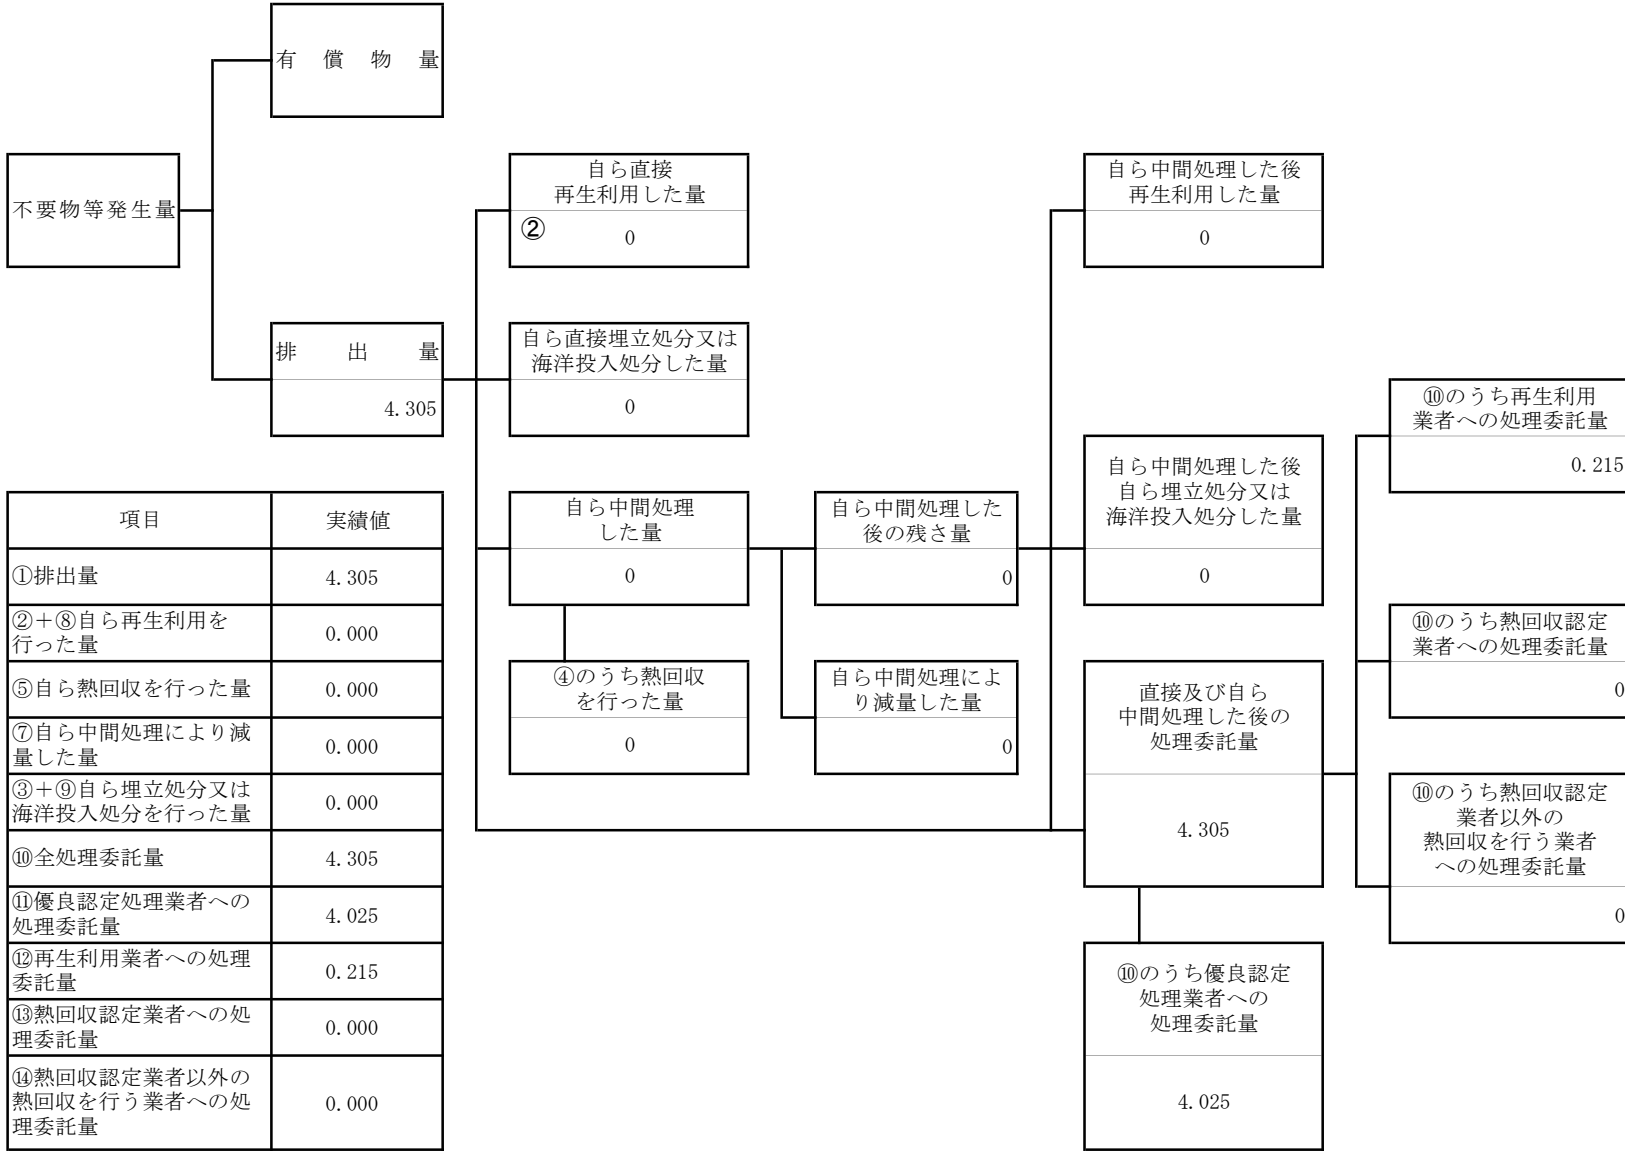 有償物量
不要物等発生量
自ら直接
再生利用した量
②
0
自ら中間処理した後
再生利用した量
0
排出量
4.305
自ら直接埋立処分又は
海洋投入処分した量
0
⑩のうち再生利用
業者への処理委託量
0.215
自ら中間処理
した量
0
自ら中間処理した
後の残さ量
0
自ら中間処理した後
自ら埋立処分又は
海洋投入処分した量
0
⑩のうち熱回収認定
業者への処理委託量
0
④のうち熱回収
を行った量
0
自ら中間処理によ
り減量した量
0
直接及び自ら
中間処理した後の
処理委託量
4.305
⑩のうち熱回収認定
業者以外の
熱回収を行う業者
への処理委託量
0
⑩のうち優良認定
処理業者への
処理委託量
4.025
項目 実績値
①排出量 4.305
②＋⑧自ら再生利用を
行った量 0.000
⑤自ら熱回収を行った量 0.000
⑦自ら中間処理により減
量した量 0.000
③＋⑨自ら埋立処分又は
海洋投入処分を行った量 0.000
⑩全処理委託量 4.305
⑪優良認定処理業者への
処理委託量 4.025
⑫再生利用業者への処理
委託量 0.215
⑬熱回収認定業者への処
理委託量 0.000
⑭熱回収認定業者以外の
熱回収を行う業者への処
理委託量 0.000